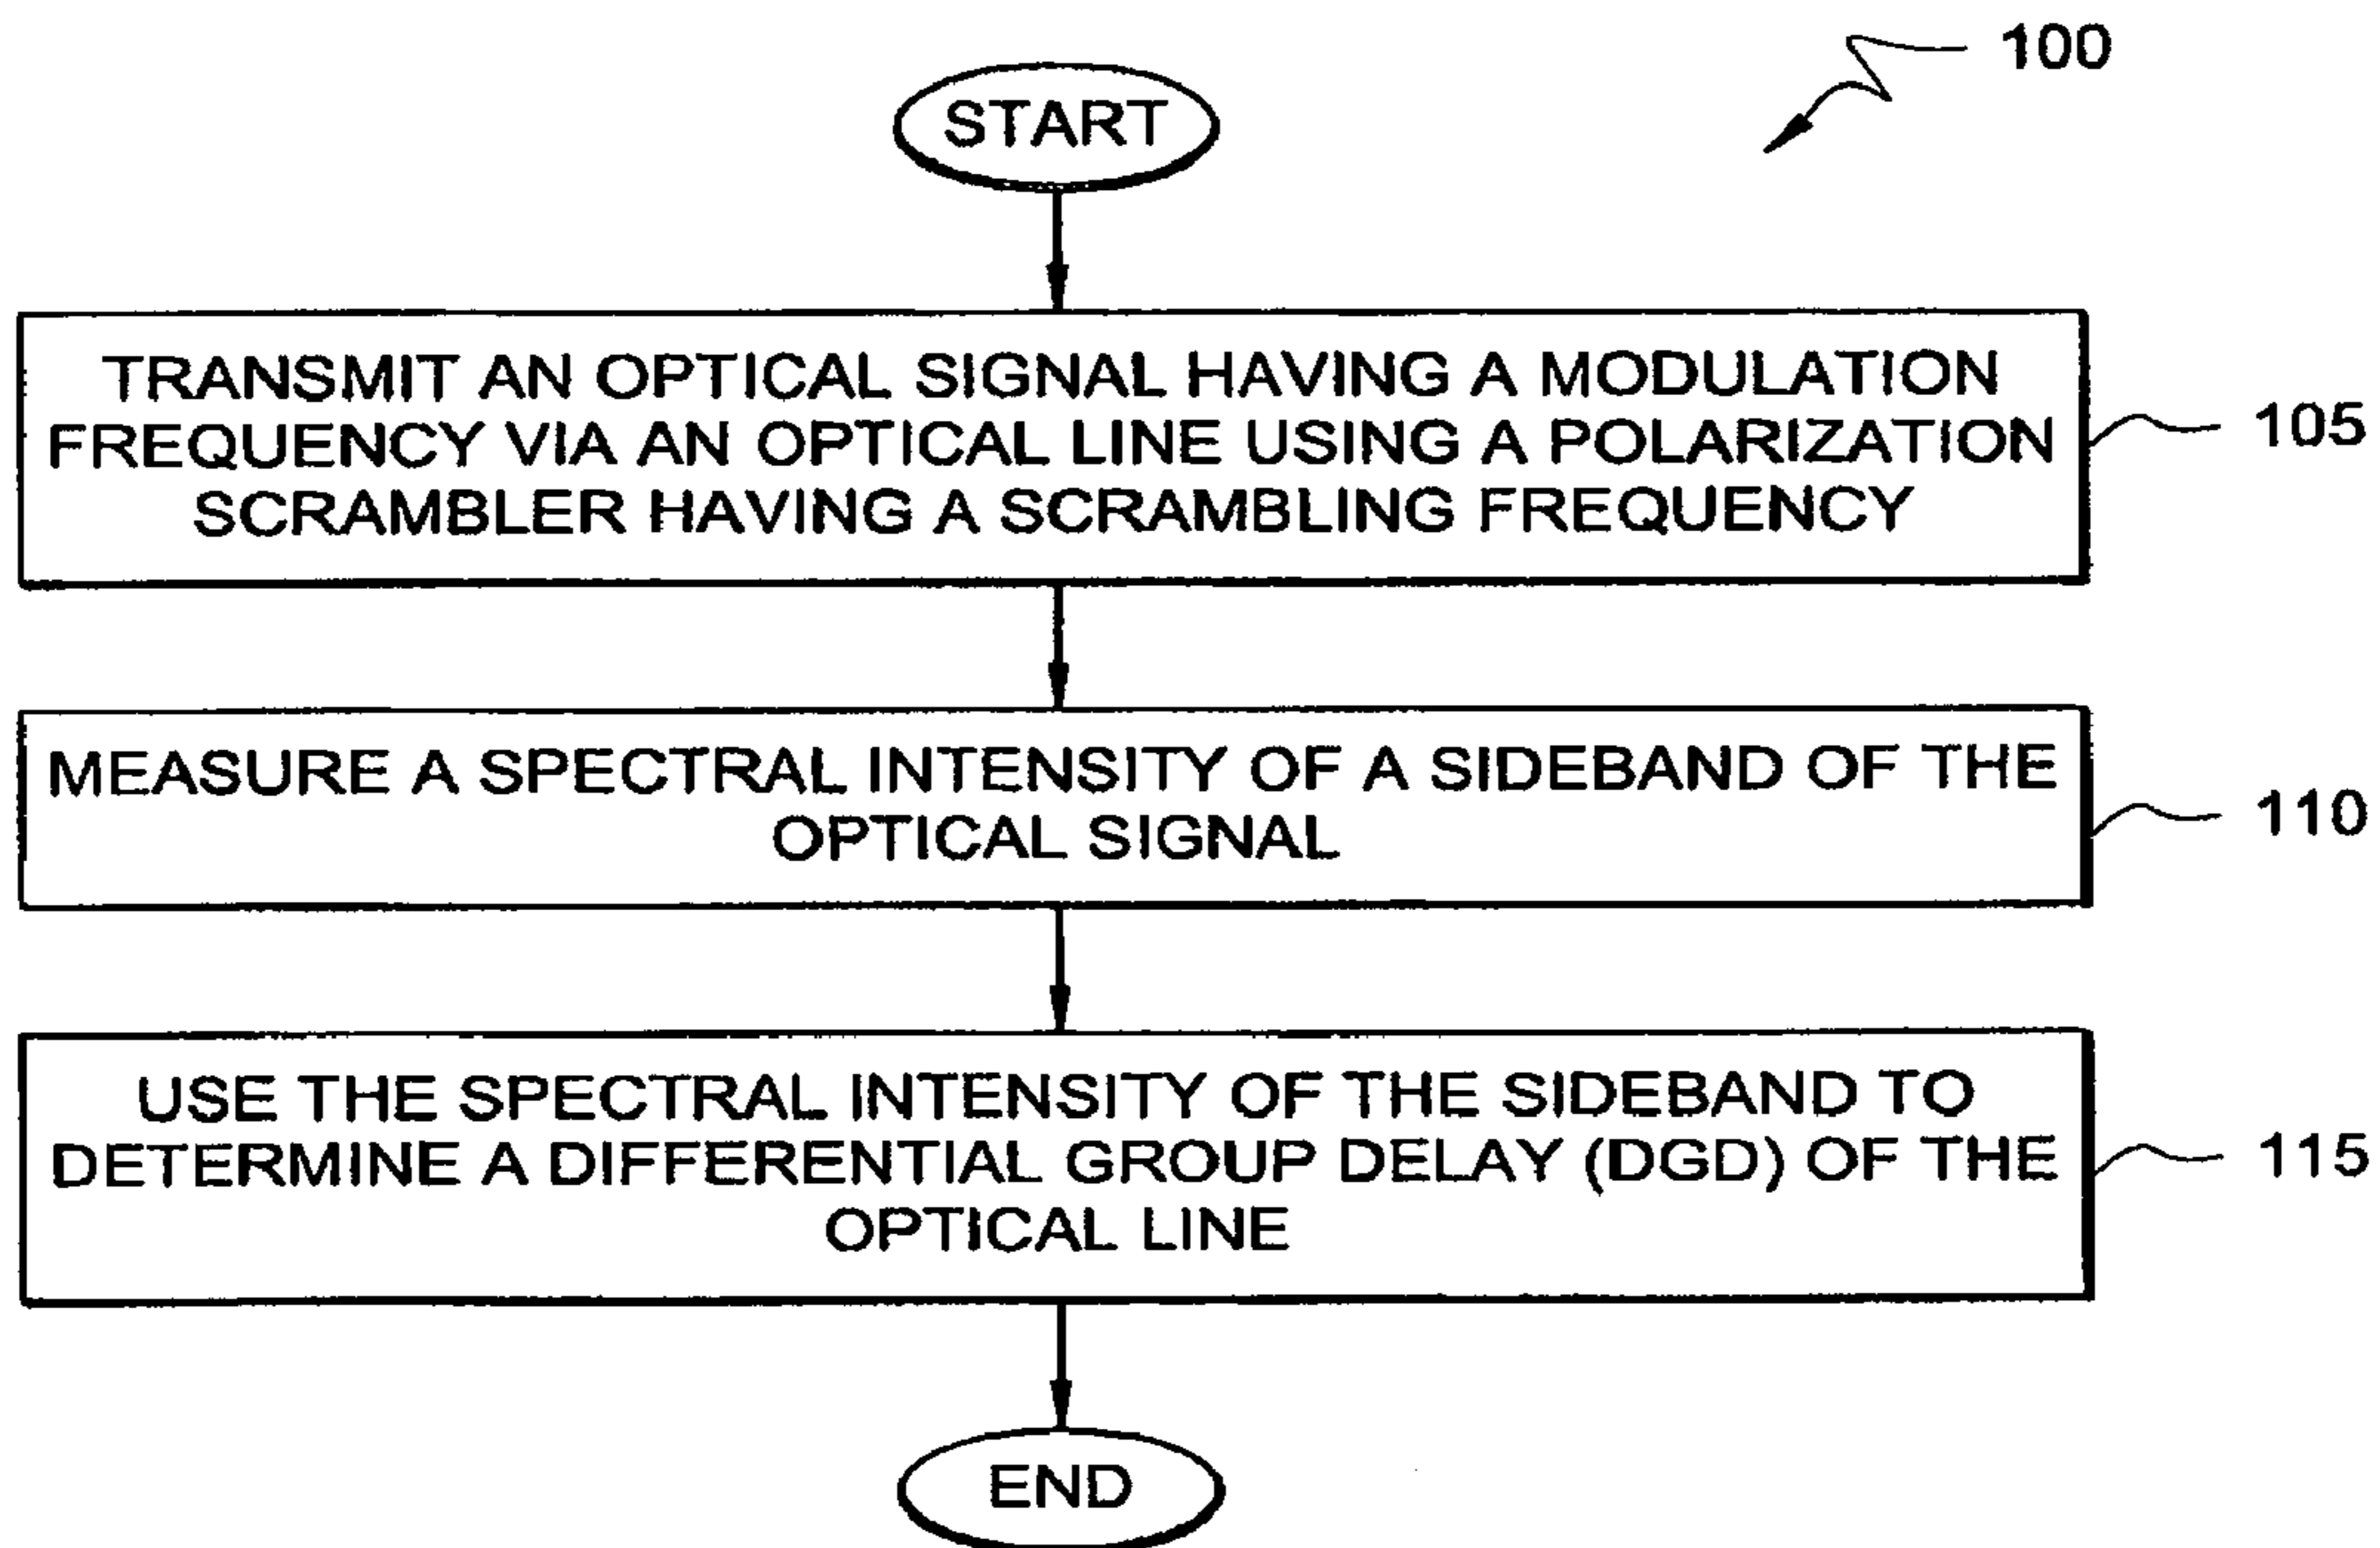 100
START
TRANSMIT AN OPTICAL SIGNAL HAVING A MODULATION
FREQUENCY VIA AN OPTICAL LINE USING A POLARIZATION
SCRAMBLER HAVING A SCRAMBLING FREQUENCY
105
MEASURE A SPECTRAL INTENSITY OF A SIDEBAND OF THE
OPTICAL SIGNAL
110
USE THE SPECTRAL INTENSITY OF THE SIDEBAND TO
DETERMINE A DIFFERENTIAL GROUP DELAY (DGD) OF THE
OPTICAL LINE
115
END